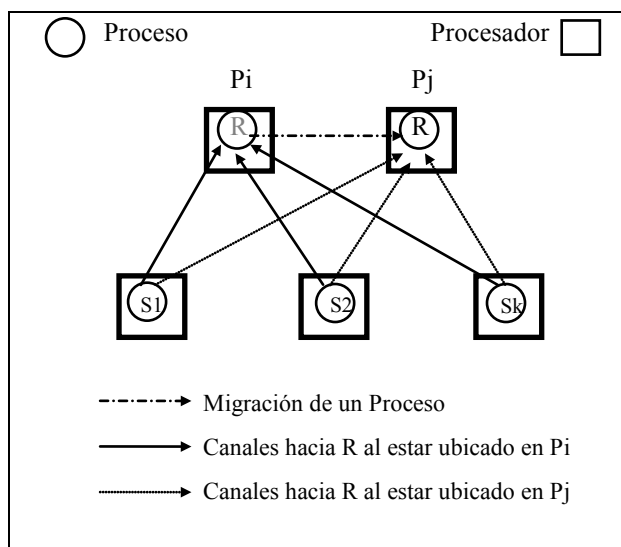 Proceso Procesador
Pi Pj
R R
S1 S2 Sk
Migración de un Proceso
Canales hacia R al estar ubicado en Pi
Canales hacia R al estar ubicado en Pj